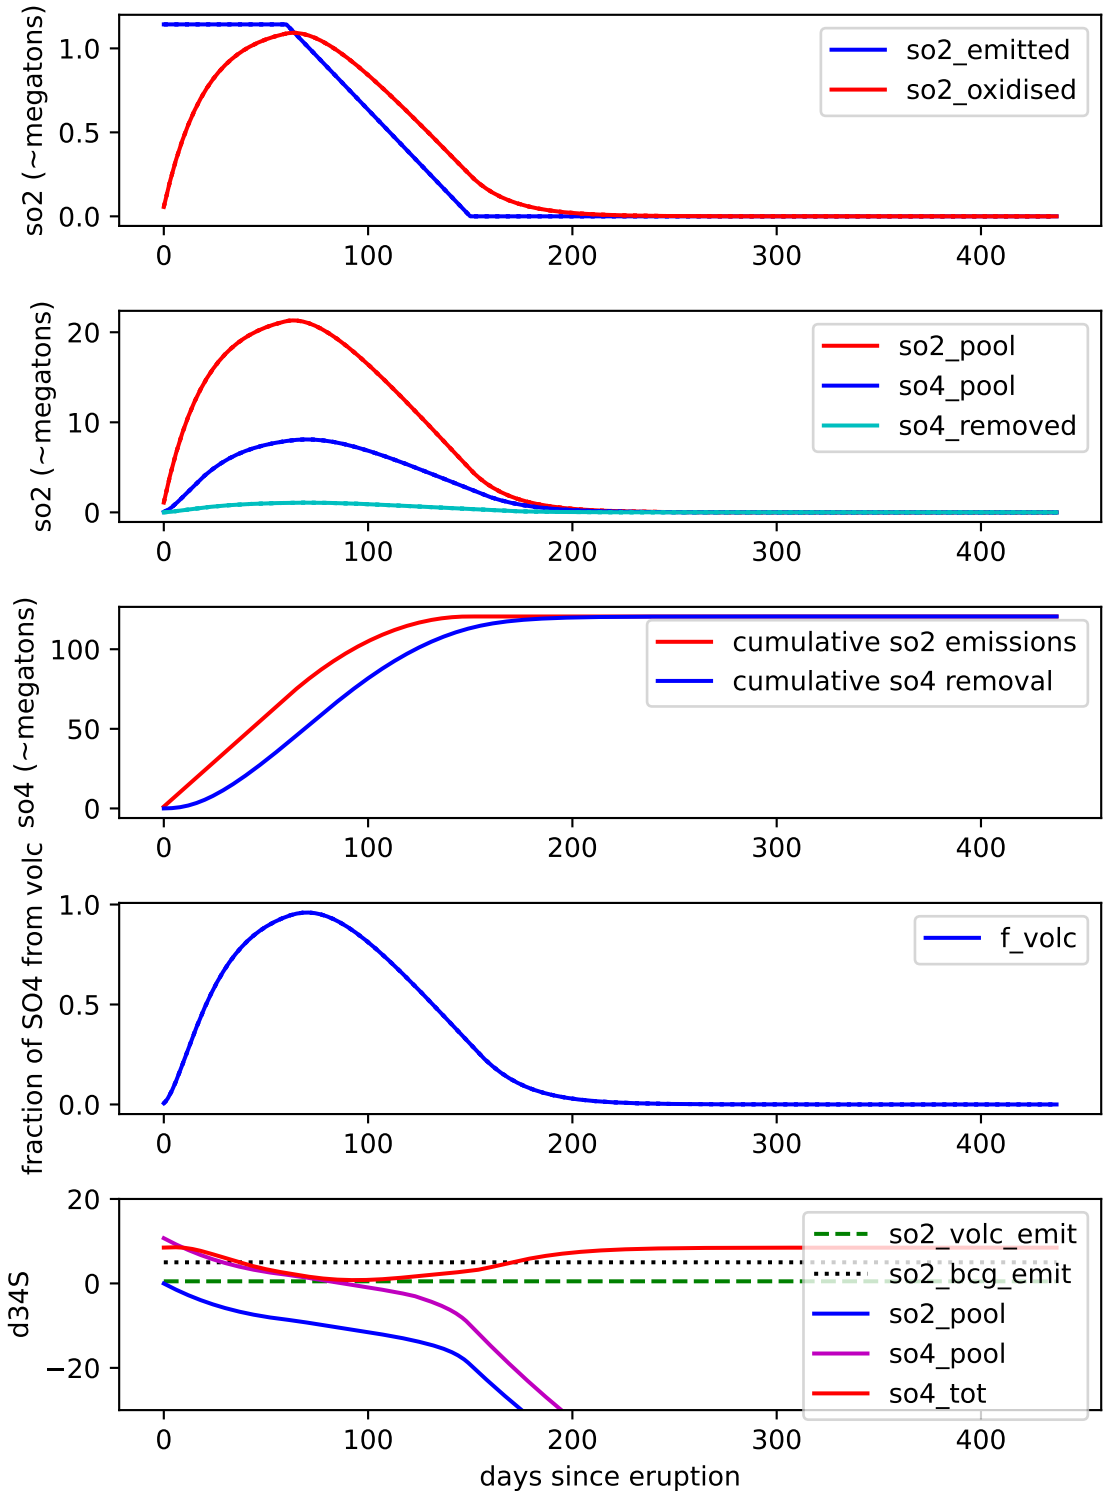 so2 (~megatons)
1.0
0.5
0.0
so2_emitted
so2_oxidised
0
100
200
300
400
so2 (~megatons)
20
10
0
so2_pool
so4_pool
so4_removed
0
100
200
300
400
so4 (~megatons)
100
50
0
cumulative so2 emissions
cumulative so4 removal
0
100
200
300
400
fraction of SO4 from volc
1.0
0.5
0.0
f_volc
0
100
200
300
400
d34S
20
0
−20
so2_volc_emit
so2_bcg_emit
so2_pool
so4_pool
so4_tot
0
100
200
300
400
days since eruption